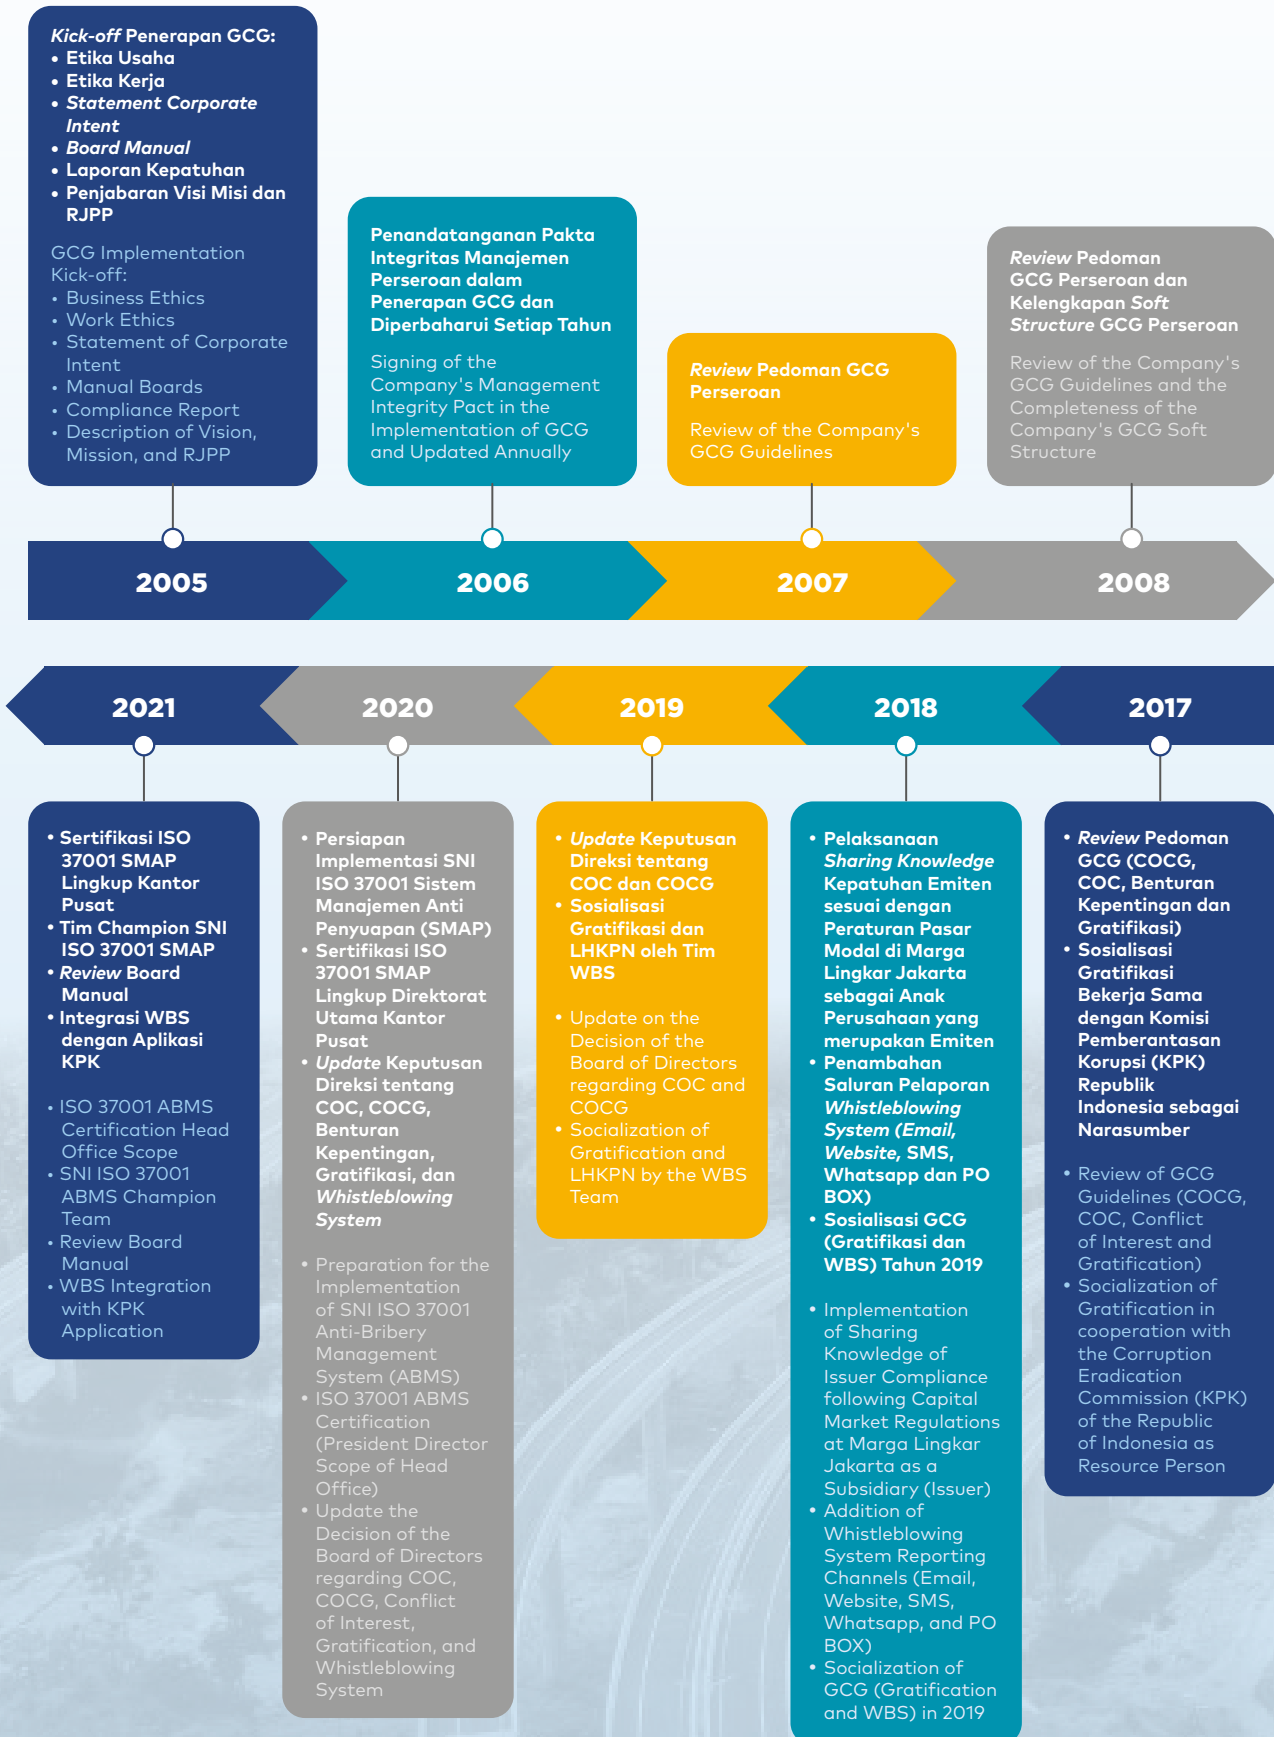 Kick-off Penerapan GCG:
• Etika Usaha
• Etika Kerja
• Statement Corporate
Intent
• Board Manual
• Laporan Kepatuhan
• Penjabaran Visi Misi dan
RJPP
GCG Implementation
Kick-off:
• Business Ethics
• Work Ethics
• Statement of Corporate
Intent
• Manual Boards
• Compliance Report
• Description of Vision,
Mission, and RJPP
Penandatanganan Pakta
Integritas Manajemen
Perseroan dalam
Penerapan GCG dan
Diperbaharui Setiap Tahun
Signing of the
Company's Management
Integrity Pact in the
Implementation of GCG
and Updated Annually
Review Pedoman GCG
Perseroan
Review of the Company's
GCG Guidelines
Review Pedoman
GCG Perseroan dan
Kelengkapan Soft
Structure GCG Perseroan
Review of the Company's
GCG Guidelines and the
Completeness of the
Company's GCG Soft
Structure
2005
2006
2007
2008
2021
2020
2019
2018
2017
• Sertifikasi ISO
37001 SMAP
Lingkup Kantor
Pusat
• Tim Champion SNI
ISO 37001 SMAP
• Review Board
Manual
• Integrasi WBS
dengan Aplikasi
KPK
• ISO 37001 ABMS
Certification Head
Office Scope
• SNI ISO 37001
ABMS Champion
Team
• Review Board
Manual
• WBS Integration
with KPK
Application
• Persiapan
Implementasi SNI
ISO 37001 Sistem
Manajemen Anti
Penyuapan (SMAP)
• Sertifikasi ISO
37001 SMAP
Lingkup Direktorat
Utama Kantor
Pusat
• Update Keputusan
Direksi tentang
COC, COCG,
Benturan
Kepentingan,
Gratifikasi, dan
Whistleblowing
System
• Preparation for the
Implementation
of SNI ISO 37001
Anti-Bribery
Management
System (ABMS)
• ISO 37001 ABMS
Certification
(President Director
Scope of Head
Office)
• Update the
Decision of the
Board of Directors
regarding COC,
COCG, Conflict
of Interest,
Gratification, and
Whistleblowing
System
• Update Keputusan
Direksi tentang
COC dan COCG
• Sosialisasi
Gratifikasi dan
LHKPN oleh Tim
WBS
• Update on the
Decision of the
Board of Directors
regarding COC and
COCG
• Socialization of
Gratification and
LHKPN by the WBS
Team
• Pelaksanaan
Sharing Knowledge
Kepatuhan Emiten
sesuai dengan
Peraturan Pasar
Modal di Marga
Lingkar Jakarta
sebagai Anak
Perusahaan yang
merupakan Emiten
• Penambahan
Saluran Pelaporan
Whistleblowing
System (Email,
Website, SMS,
Whatsapp dan PO
BOX)
• Sosialisasi GCG
(Gratifikasi dan
WBS) Tahun 2019
• Implementation
of Sharing
Knowledge of
Issuer Compliance
following Capital
Market Regulations
at Marga Lingkar
Jakarta as a
Subsidiary (Issuer)
• Addition of
Whistleblowing
System Reporting
Channels (Email,
Website, SMS,
Whatsapp, and PO
BOX)
• Socialization of
GCG (Gratification
and WBS) in 2019
• Review Pedoman
GCG (COCG,
COC, Benturan
Kepentingan dan
Gratifikasi)
• Sosialisasi
Gratifikasi
Bekerja Sama
dengan Komisi
Pemberantasan
Korupsi (KPK)
Republik
Indonesia sebagai
Narasumber
• Review of GCG
Guidelines (COCG,
COC, Conflict
of Interest and
Gratification)
• Socialization of
Gratification in
cooperation with
the Corruption
Eradication
Commission (KPK)
of the Republic
of Indonesia as
Resource Person